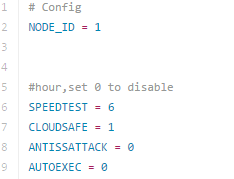 1 # Config
2 NODE_ID = 1
3
4
5 #hour,set 0 to disable
6 SPEEDTEST = 6
7 CLOUDSAFE = 1
8 ANTISSATTACK = 0
9 AUTOEXEC = 0